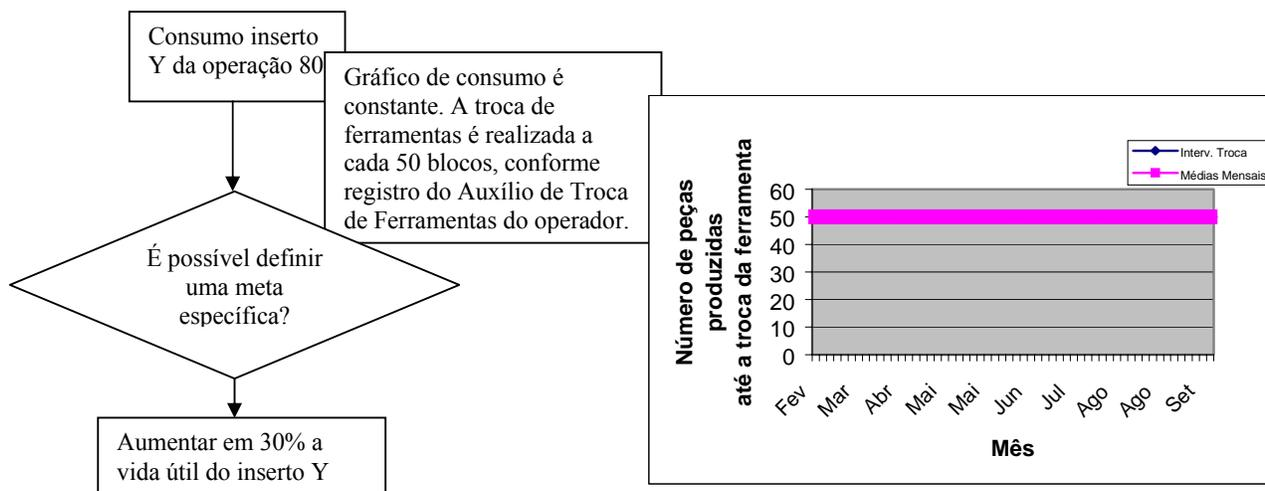 Consumo inserto
Y da operação 80
Gráfico de consumo é
constante. A troca de
ferramentas é realizada a
cada 50 blocos, conforme
registro do Auxílio de Troca
de Ferramentas do operador.
É possível definir
uma meta
específica?
Aumentar em 30% a
vida útil do inserto Y
Interv. Troca
Médias Mensais
Número de peças
produzidas
até a troca da ferramenta
60
50
40
30
20
10
0
Fev
Mar
Abr
Mai
Mai
Jun
Jul
Ago
Ago
Set
Mês